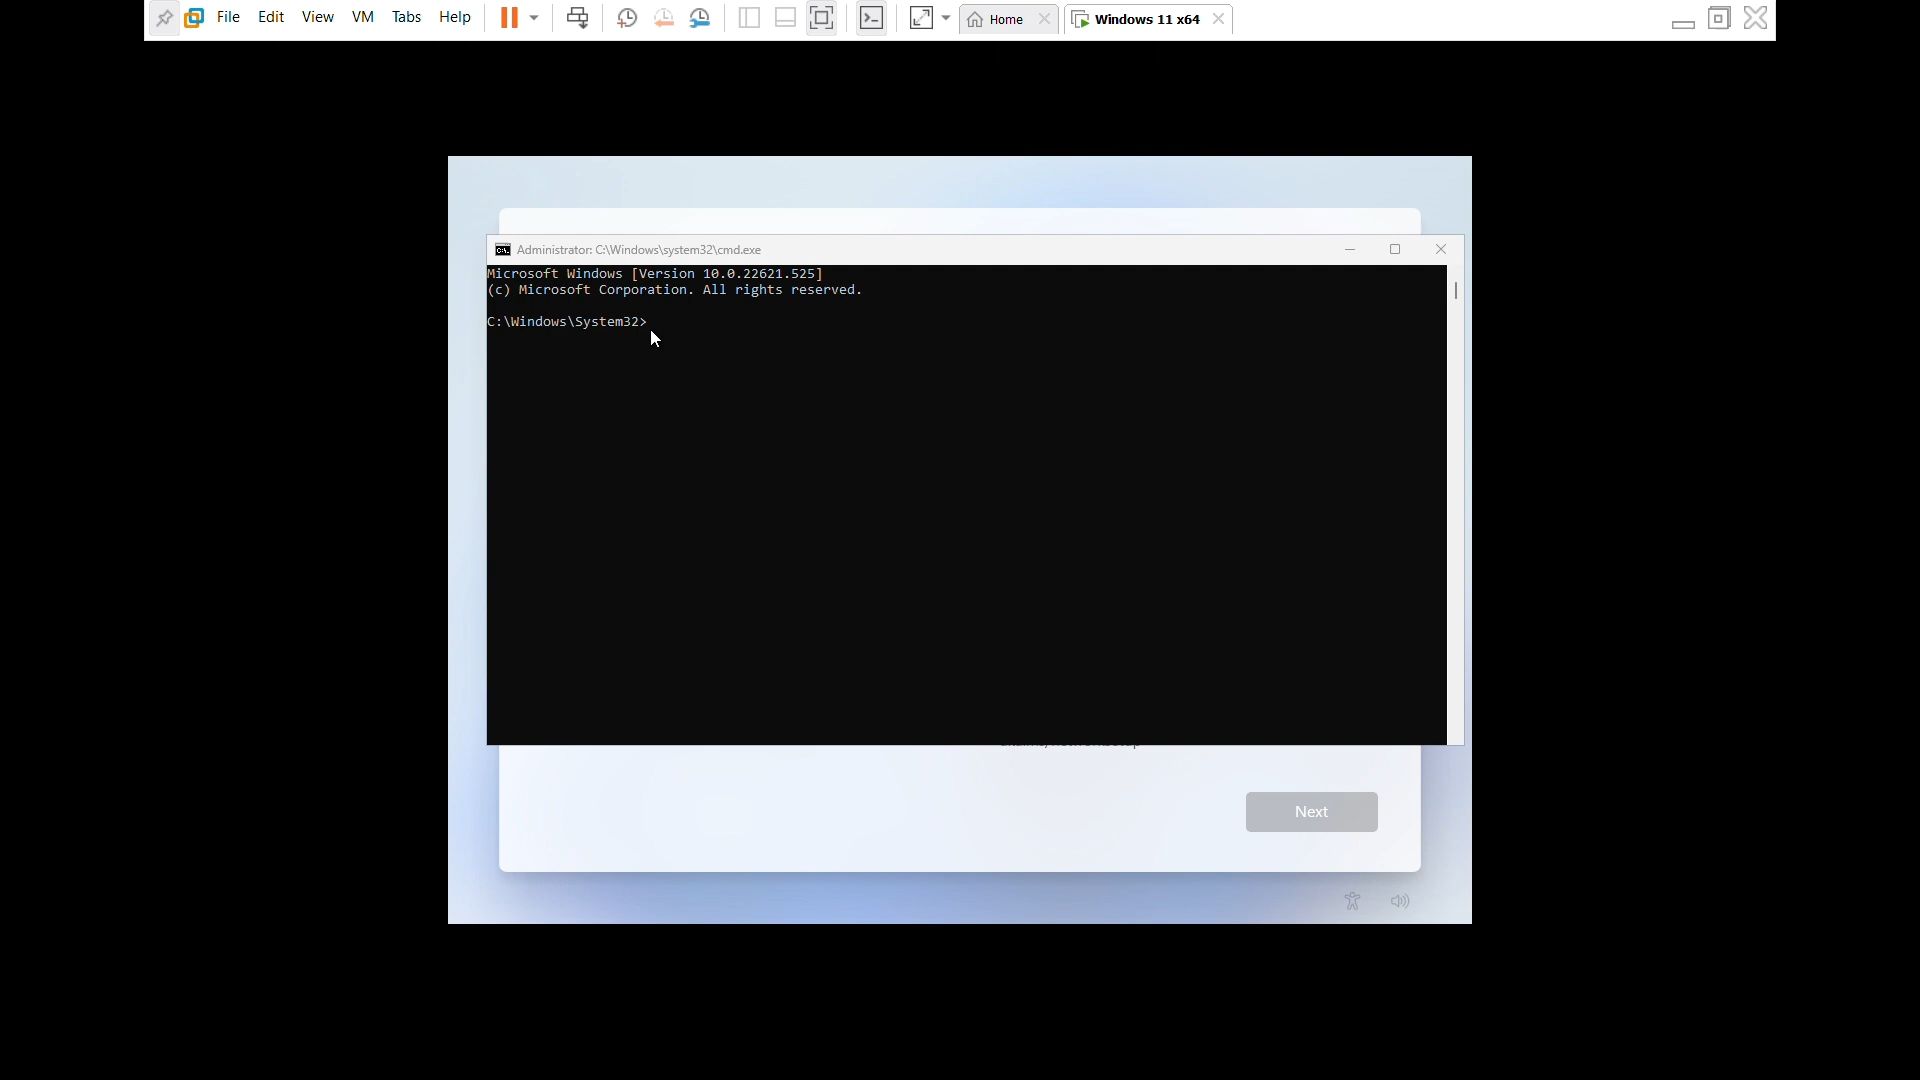 File Edit View VM Tabs Help
Home
Windows 11 x64
Administrator: C:\Windows\system32\cmd.exe
Microsoft Windows [Version 10.0.22621.525]
(c) Microsoft Corporation. All rights reserved.
C:\Windows\System32>
Next